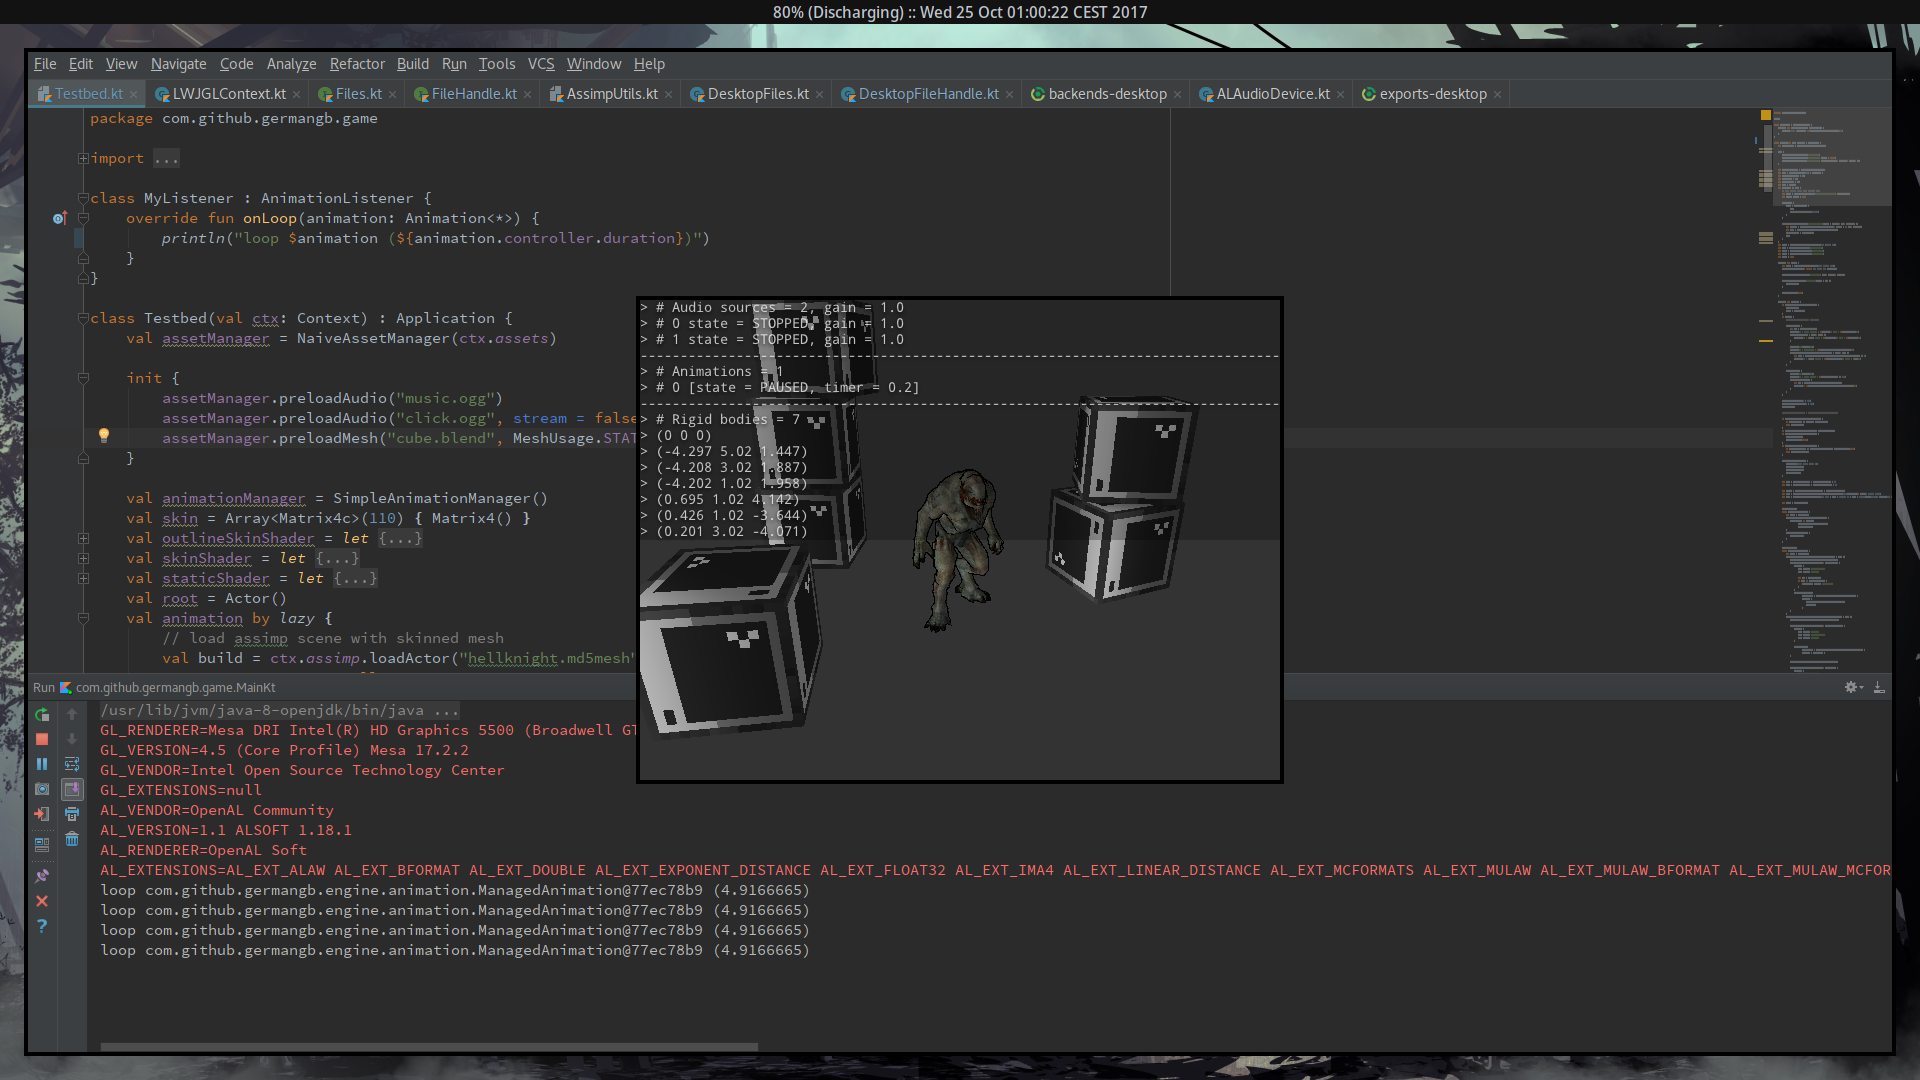 80% (Discharging) :: Wed 25 Oct 01:00:22 CEST 2017
File Edit View Navigate Code Analyze Refactor Build Run Tools VCS Window Help
Testbed.kt LWJGLContext.kt Files.kt FileHandle.kt AssimpUtils.kt DesktopFiles.kt DesktopFileHandle.kt backends-desktop ALAudioDevice.kt exports-desktop
package com.github.germangb.game
import ...
class MyListener : AnimationListener {
override fun onLoop(animation: Animation<*>) {
println("loop $animation (${animation.controller.duration})")
}
}
class Testbed(val ctx: Context) : Application {
val assetManager = NaiveAssetManager(ctx.assets)
init {
assetManager.preloadAudio("music.ogg")
assetManager.preloadAudio("click.ogg", stream = false
assetManager.preloadMesh("cube.blend", MeshUsage.STAT
}
val animationManager = SimpleAnimationManager()
val skin = Array<Matrix4c>(110) { Matrix4() }
val outlineSkinShader = let {...}
val skinShader = let {...}
val staticShader = let {...}
val root = Actor()
val animation by lazy {
// load assimp scene with skinned mesh
val build = ctx.assimp.loadActor("hellknight.md5mesh"
> # Audio sources = 2, gain = 1.0
> # 0 state = STOPPED, gain = 1.0
> # 1 state = STOPPED, gain = 1.0
--------------------------------------------------------------------------------
> # Animations = 1
> # 0 [state = PAUSED, timer = 0.2]
--------------------------------------------------------------------------------
> # Rigid bodies = 7
> (0 0 0)
> (-4.297 5.02 1.447)
> (-4.208 3.02 1.887)
> (-4.202 1.02 1.958)
> (0.695 1.02 4.142)
> (0.426 1.02 -3.644)
> (0.201 3.02 -4.071)
Run com.github.germangb.game.MainKt
/usr/lib/jvm/java-8-openjdk/bin/java ...
GL_RENDERER=Mesa DRI Intel(R) HD Graphics 5500 (Broadwell GT
GL_VERSION=4.5 (Core Profile) Mesa 17.2.2
GL_VENDOR=Intel Open Source Technology Center
GL_EXTENSIONS=null
AL_VENDOR=OpenAL Community
AL_VERSION=1.1 ALSOFT 1.18.1
AL_RENDERER=OpenAL Soft
AL_EXTENSIONS=AL_EXT_ALAW AL_EXT_BFORMAT AL_EXT_DOUBLE AL_EXT_EXPONENT_DISTANCE AL_EXT_FLOAT32 AL_EXT_IMA4 AL_EXT_LINEAR_DISTANCE AL_EXT_MCFORMATS AL_EXT_MULAW AL_EXT_MULAW_BFORMAT AL_EXT_MULAW_MCFOR
loop com.github.germangb.engine.animation.ManagedAnimation@77ec78b9 (4.9166665)
loop com.github.germangb.engine.animation.ManagedAnimation@77ec78b9 (4.9166665)
loop com.github.germangb.engine.animation.ManagedAnimation@77ec78b9 (4.9166665)
loop com.github.germangb.engine.animation.ManagedAnimation@77ec78b9 (4.9166665)